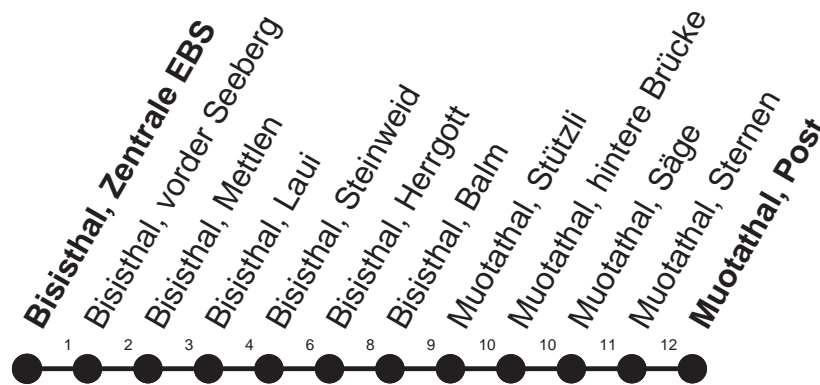 Bisisthal, Zentrale EBS
Bisisthal, vorder Seeberg
Bisisthal, Mettlen
Bisisthal, Laui
Bisisthal, Steinweid
Bisisthal, Herrgott
Bisisthal, Balm
Muotathal, Stützli
Muotathal, hintere Brücke
Muotathal, Säge
Muotathal, Sternen
Muotathal, Post
1 2 3 4 6 8 9 10 10 11 12